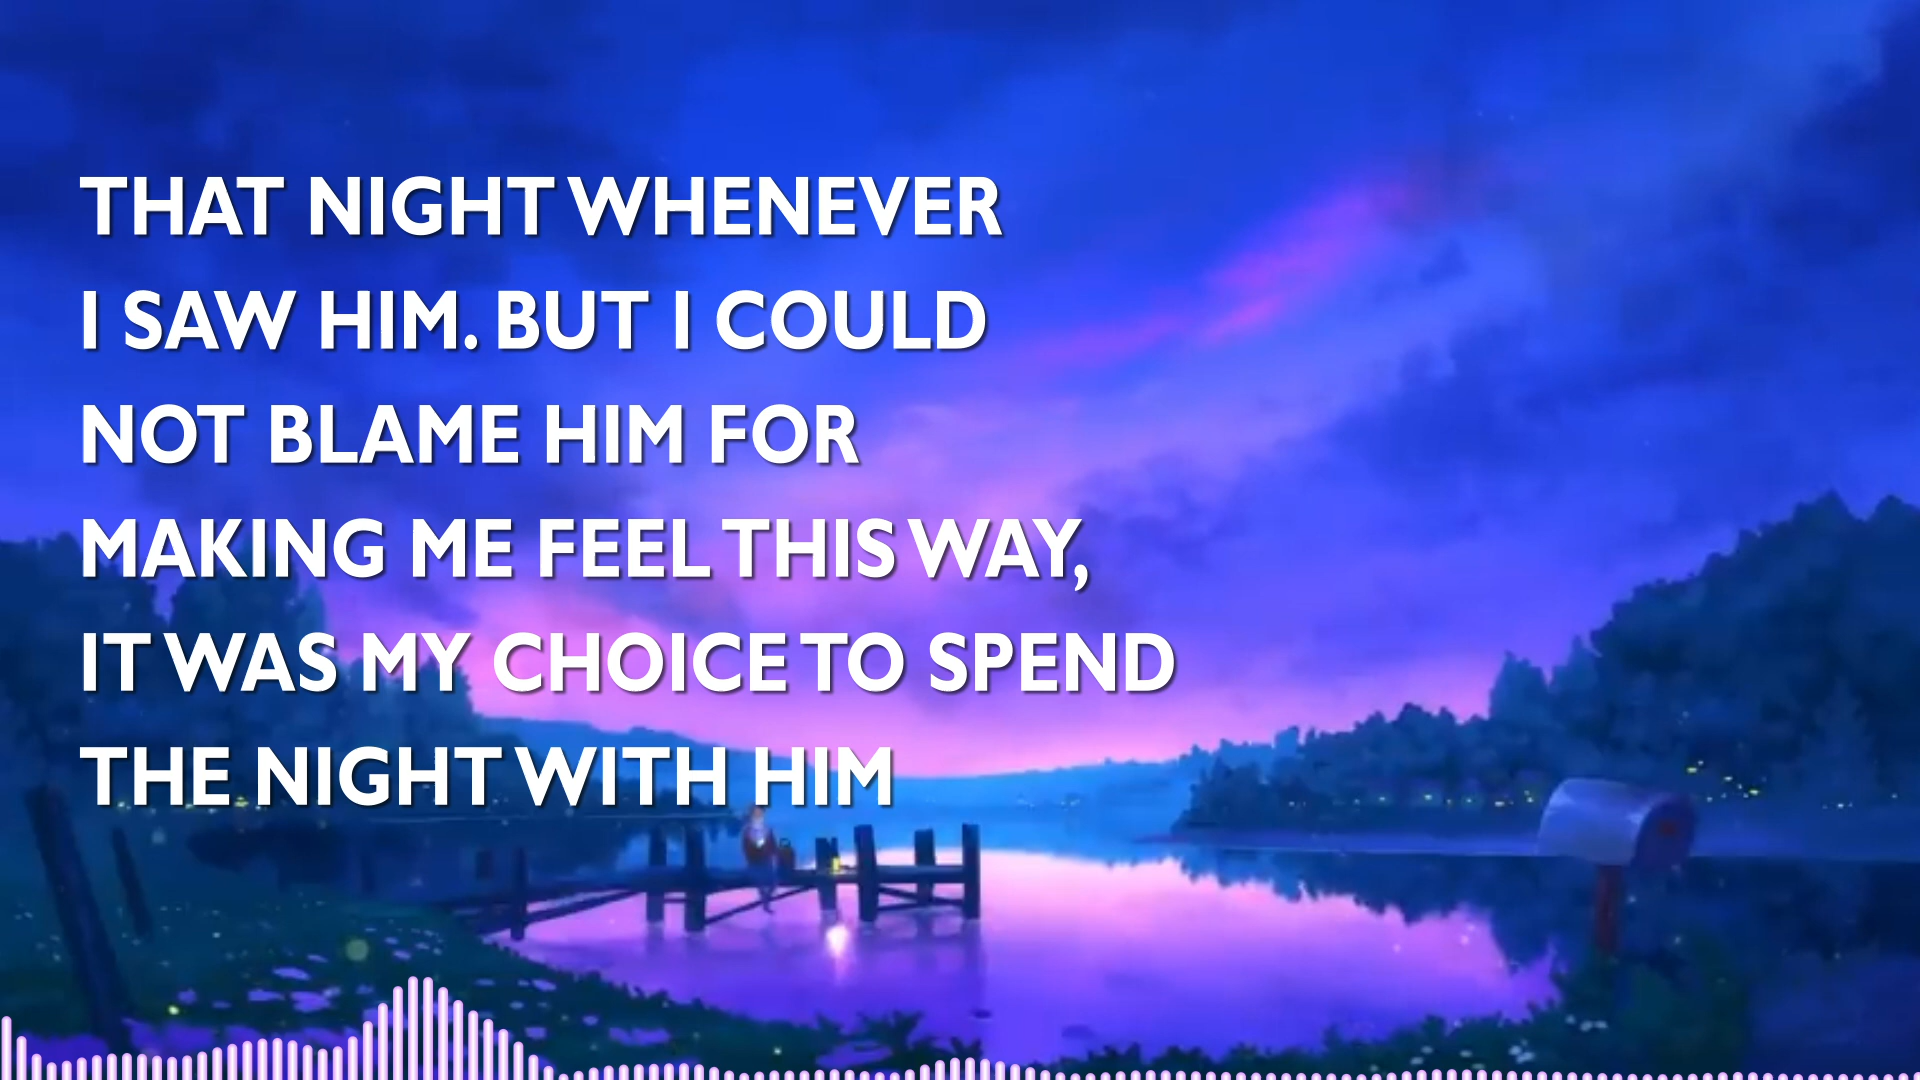 THAT NIGHT WHENEVER
I SAW HIM. BUT I COULD
NOT BLAME HIM FOR
MAKING ME FEEL THIS WAY,
IT WAS MY CHOICE TO SPEND
THE NIGHT WITH HIM